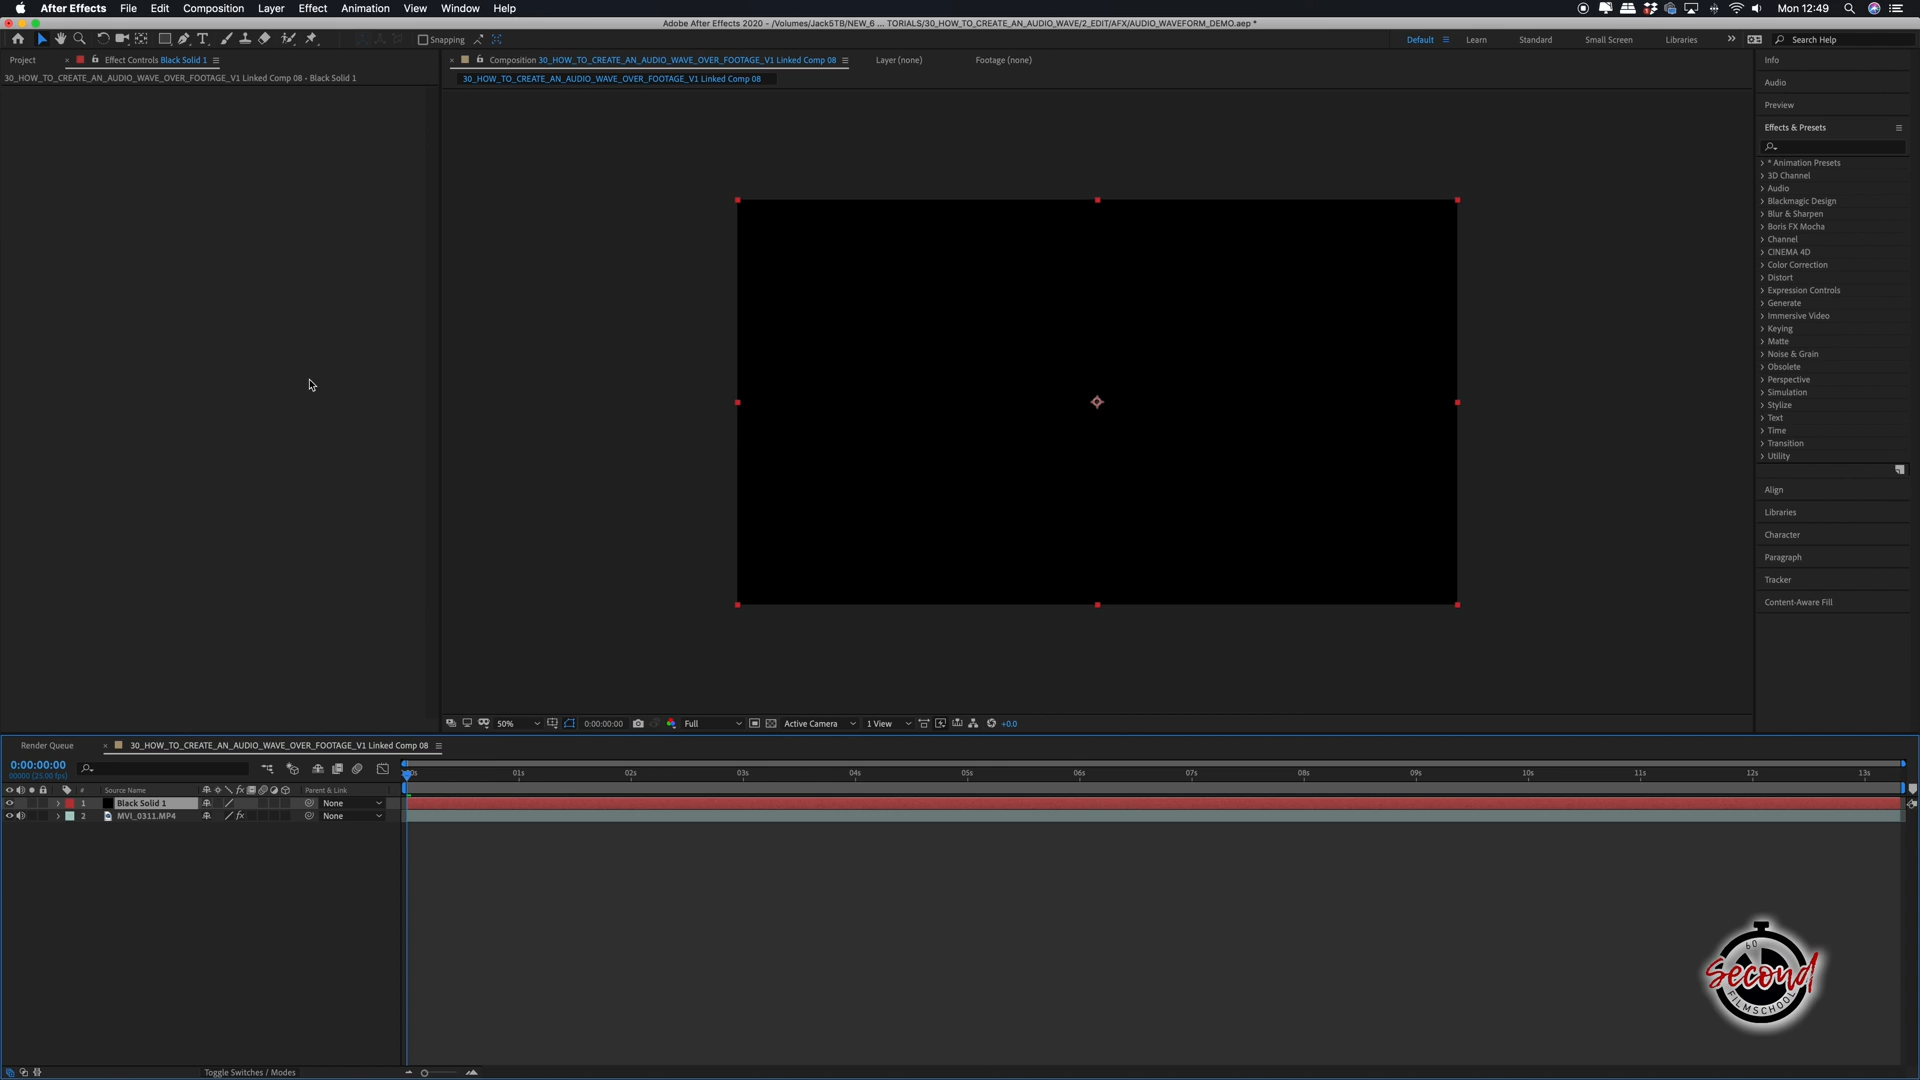 After Effects File Edit Composition Layer Effect Animation View Window Help Mon 12:49
Adobe After Effects 2020 - /Volumes/Jack5TB/NEW_6 ... TORIALS/30_HOW_TO_CREATE_AN_AUDIO_WAVE/2_EDIT/AFX/AUDIO_WAVEFORM_DEMO.aep *
Snapping Default Learn Standard Small Screen Libraries Search Help
Project Effect Controls Black Solid 1 Composition 30_HOW_TO_CREATE_AN_AUDIO_WAVE_OVER_FOOTAGE_V1 Linked Comp 08 Layer (none) Footage (none) Info
30_HOW_TO_CREATE_AN_AUDIO_WAVE_OVER_FOOTAGE_V1 Linked Comp 08 - Black Solid 1 30_HOW_TO_CREATE_AN_AUDIO_WAVE_OVER_FOOTAGE_V1 Linked Comp 08
Audio
Preview
Effects & Presets
* Animation Presets
3D Channel
Audio
Blackmagic Design
Blur & Sharpen
Boris FX Mocha
Channel
CINEMA 4D
Color Correction
Distort
Expression Controls
Generate
Immersive Video
Keying
Matte
Noise & Grain
Obsolete
Perspective
Simulation
Stylize
Text
Time
Transition
Utility
Align
Libraries
Character
Paragraph
Tracker
Content-Aware Fill
50% 0:00:00:00 Full Active Camera 1 View +0.0
Render Queue 30_HOW_TO_CREATE_AN_AUDIO_WAVE_OVER_FOOTAGE_V1 Linked Comp 08
0:00:00:00
00000 (25.00 fps)
01s 02s 03s 04s 05s 06s 07s 08s 09s 10s 11s 12s 13s
# Source Name Parent & Link
1 Black Solid 1 None
2 MVI_0311.MP4 None
60
Second
FILMSCHOOL
Toggle Switches / Modes